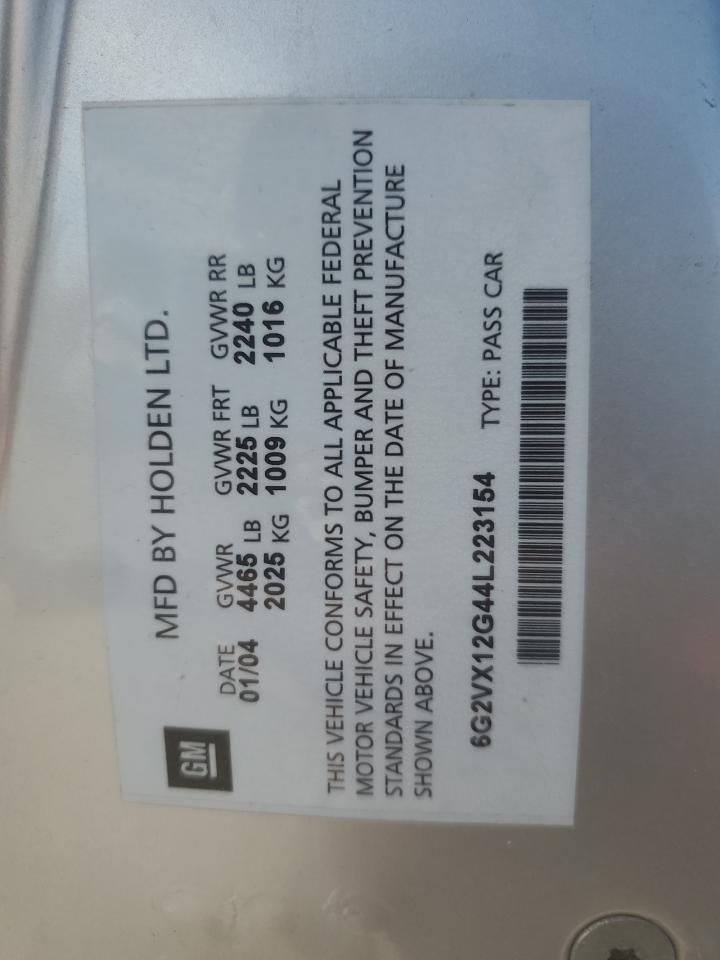 GM
MFD BY HOLDEN LTD.
DATE GVWR GVWR FRT GVWR RR
01/04 4465 LB 2225 LB 2240 LB
2025 KG 1009 KG 1016 KG
THIS VEHICLE CONFORMS TO ALL APPLICABLE FEDERAL
MOTOR VEHICLE SAFETY, BUMPER AND THEFT PREVENTION
STANDARDS IN EFFECT ON THE DATE OF MANUFACTURE
SHOWN ABOVE.
6G2VX12G44L223154 TYPE: PASS CAR